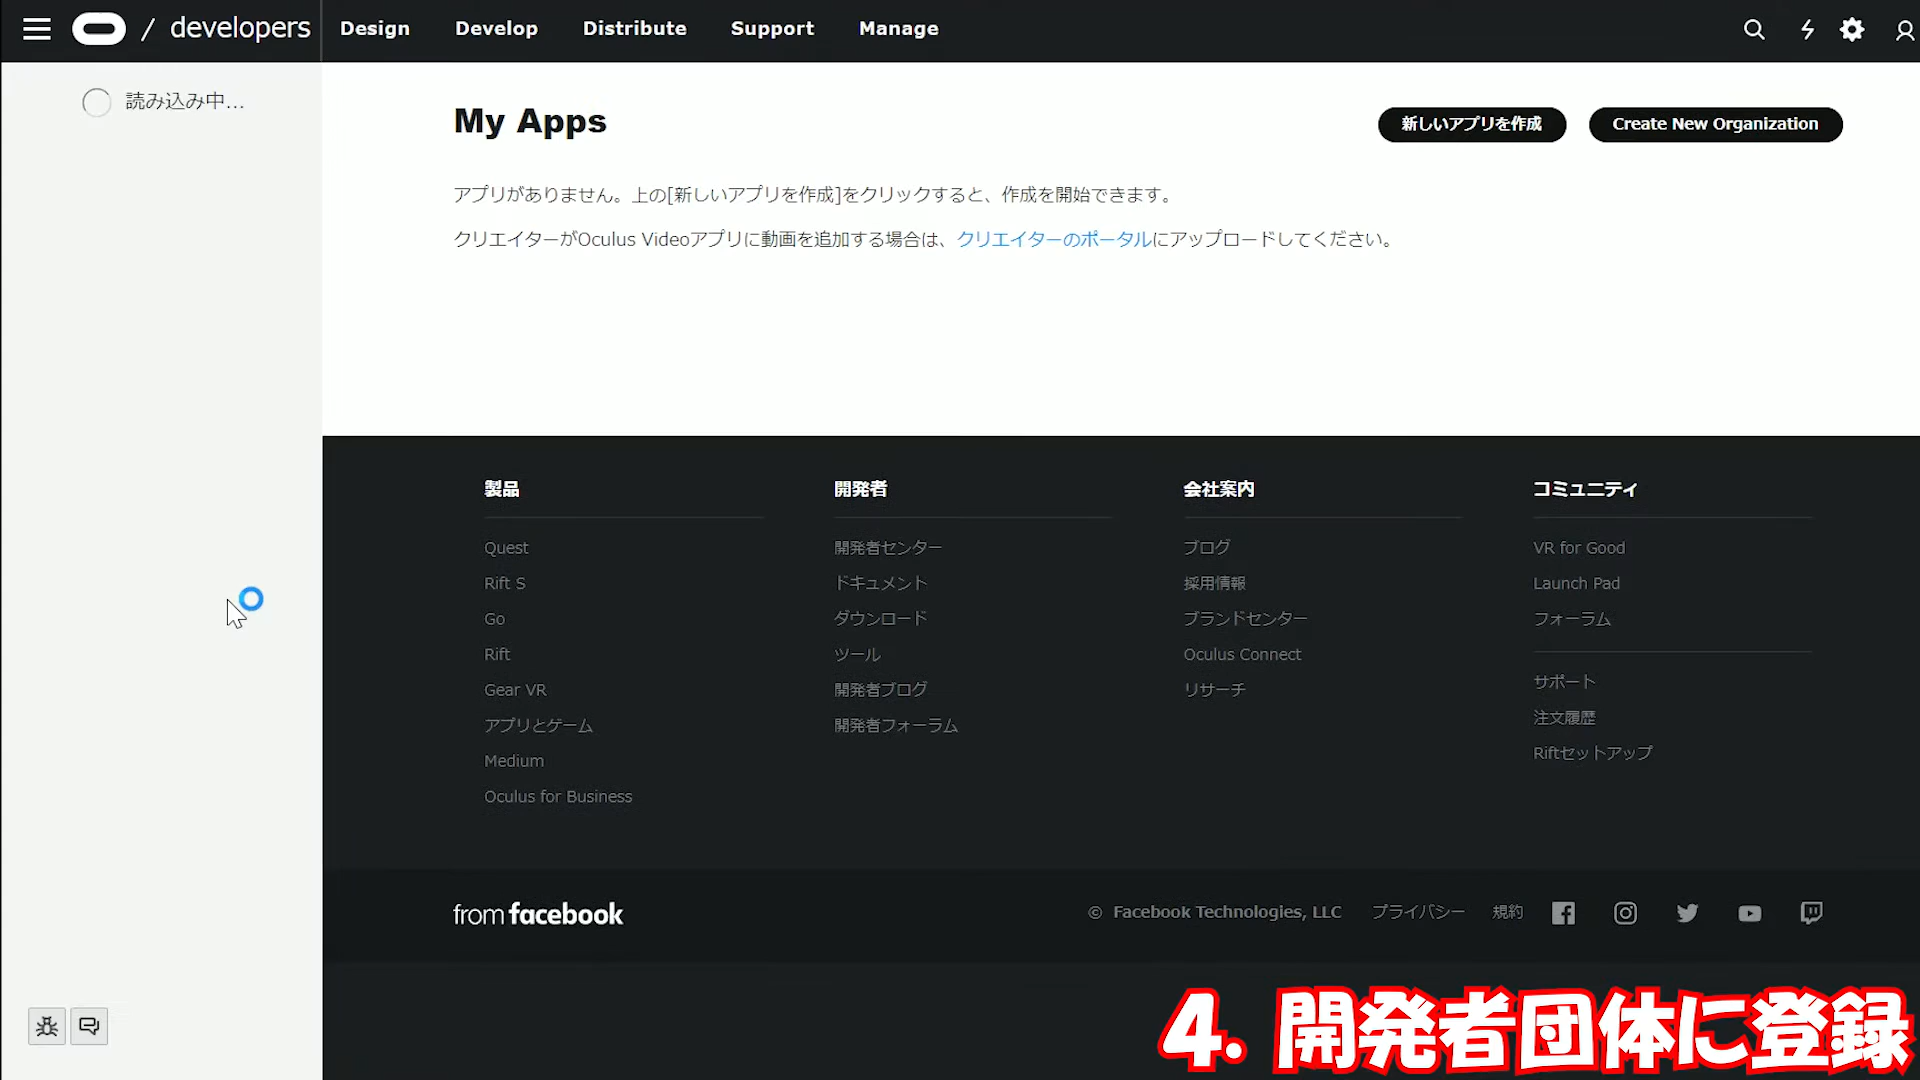 / developers
Design
Develop
Distribute
Support
Manage
読み込み中...
My Apps
新しいアプリを作成
Create New Organization
アプリがありません。上の[新しいアプリを作成]をクリックすると、作成を開始できます。
クリエイターがOculus Videoアプリに動画を追加する場合は、クリエイターのポータルにアップロードしてください。
製品
Quest
Rift S
Go
Rift
Gear VR
アプリとゲーム
Medium
Oculus for Business
開発者
開発者センター
ドキュメント
ダウンロード
ツール
開発者ブログ
開発者フォーラム
会社案内
ブログ
採用情報
ブランドセンター
Oculus Connect
リサーチ
コミュニティ
VR for Good
Launch Pad
フォーラム
サポート
注文履歴
Riftセットアップ
from facebook
© Facebook Technologies, LLC
プライバシー
規約
4. 開発者団体に登録